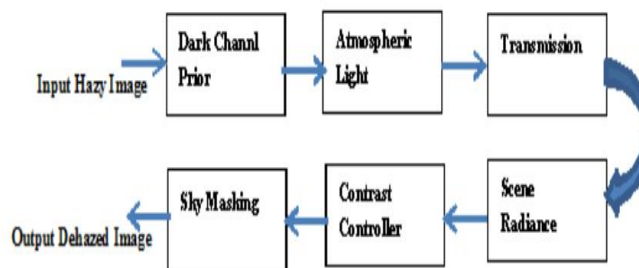 Input Hazy Image
Dark Channl
Prior
Atmospheric
Light
Transmission
Scene
Radiance
Contrast
Controller
Sky Masking
Output Dehazed Image